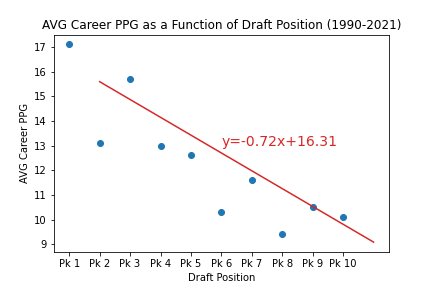 AVG Career PPG as a Function of Draft Position (1990-2021)
17
16
15
14
13
12
11
10
9
AVG Career PPG
y=-0.72x+16.31
Pk 1 Pk 2 Pk 3 Pk 4 Pk 5 Pk 6 Pk 7 Pk 8 Pk 9 Pk 10
Draft Position